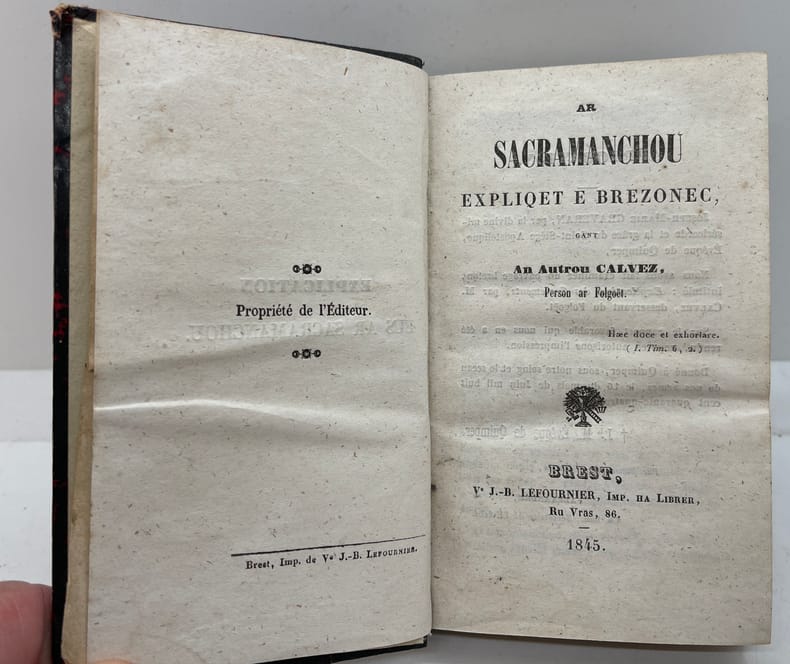 Propriété de l'Éditeur.
Brest, Imp. de Ve J.-B. LEFOURNIER.
AR
SACRAMANCHOU
EXPLIQET E BREZONEC,
GANT
An Autrou CALVEZ,
Person ar Folgoët.
Hæc doce et exhortare.
(I. Tim. 6, 2.)
BREST,
Ve J.-B. LEFOURNIER, IMP. HA LIBRER,
Ru Vras, 86.
1845.